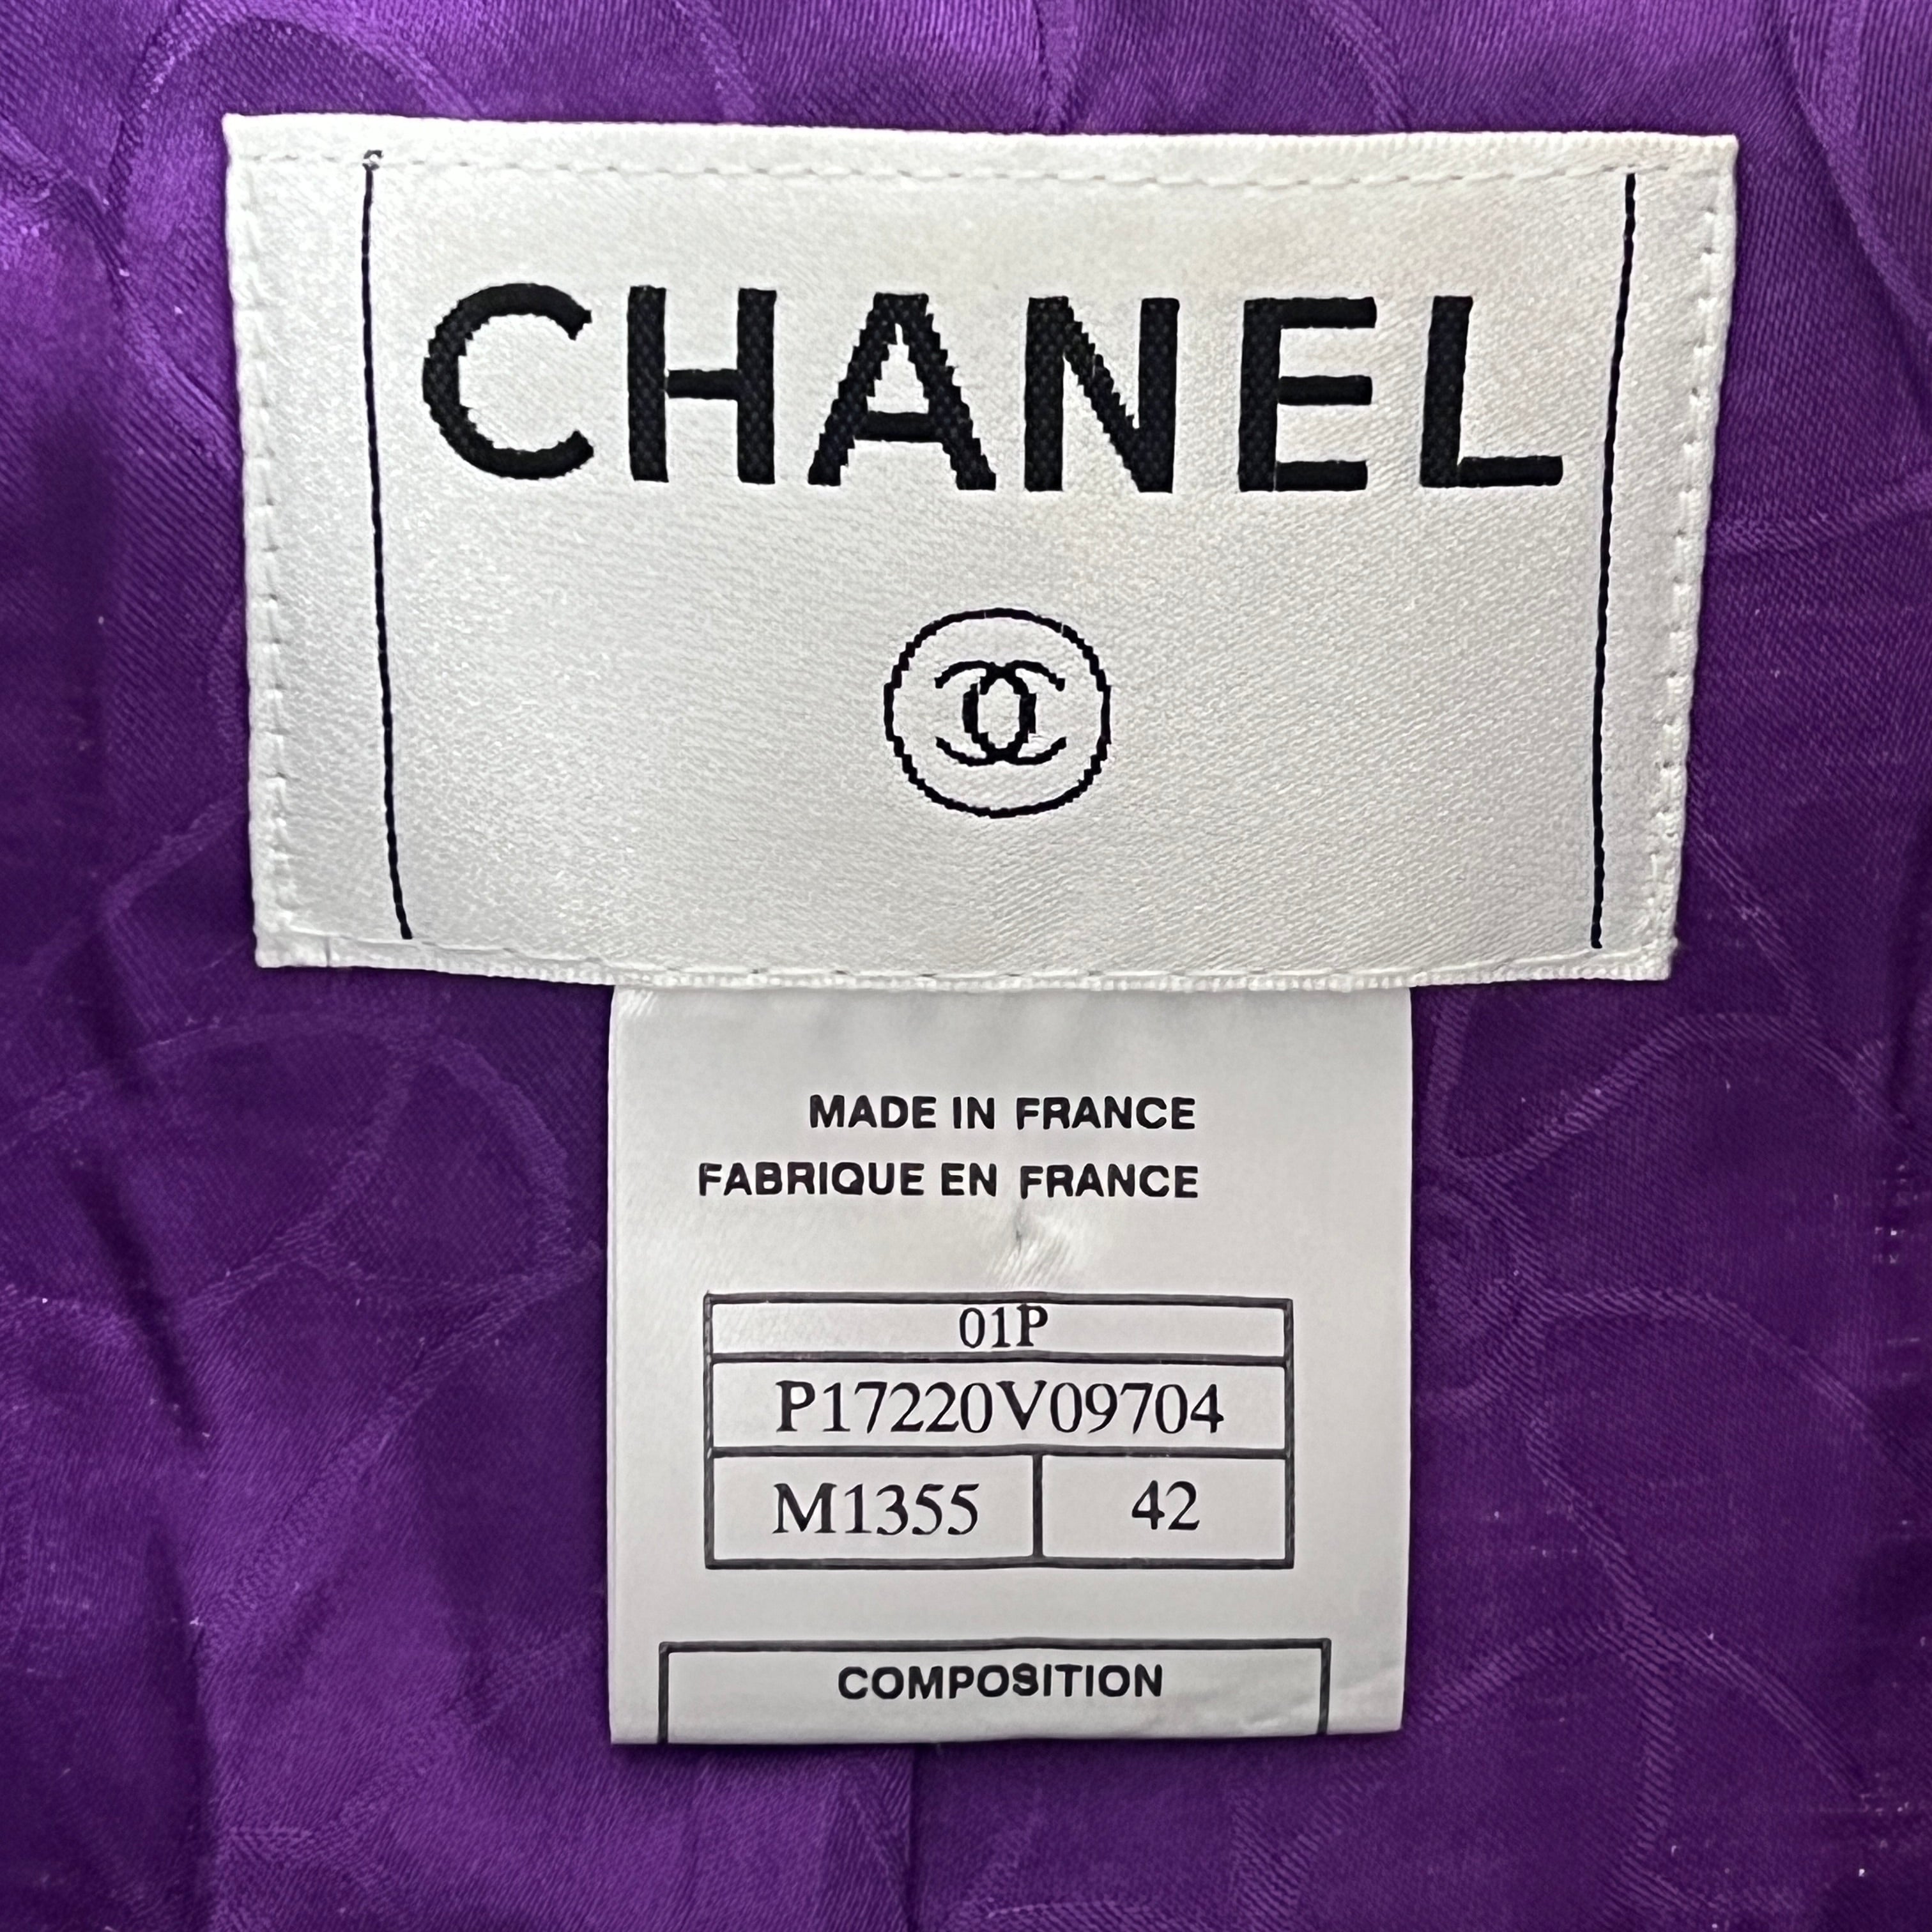 CHANEL
MADE IN FRANCE
FABRIQUE EN FRANCE
01P
P17220V09704
M1355 42
COMPOSITION